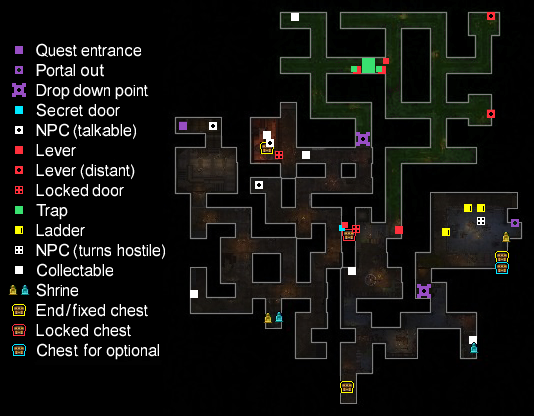 Quest entrance
Portal out
Drop down point
Secret door
NPC (talkable)
Lever
Lever (distant)
Locked door
Trap
Ladder
NPC (turns hostile)
Collectable
Shrine
End/fixed chest
Locked chest
Chest for optional